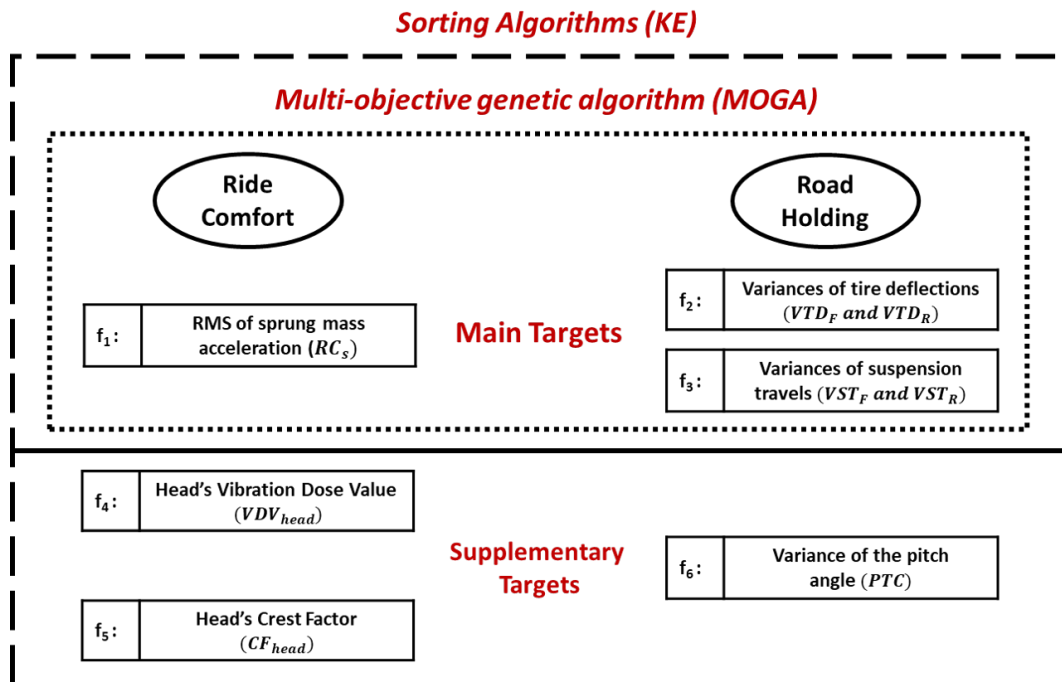 Sorting Algorithms (KE)
Multi-objective genetic algorithm (MOGA)
Ride
Comfort
Road
Holding
f₁:
RMS of sprung mass
acceleration (RCₛ)
Main Targets
f₂:
Variances of tire deflections
(VTD_F and VTD_R)
f₃:
Variances of suspension
travels (VST_F and VST_R)
f₄:
Head's Vibration Dose Value
(VDV_head)
f₅:
Head's Crest Factor
(CF_head)
Supplementary
Targets
f₆:
Variance of the pitch
angle (PTC)